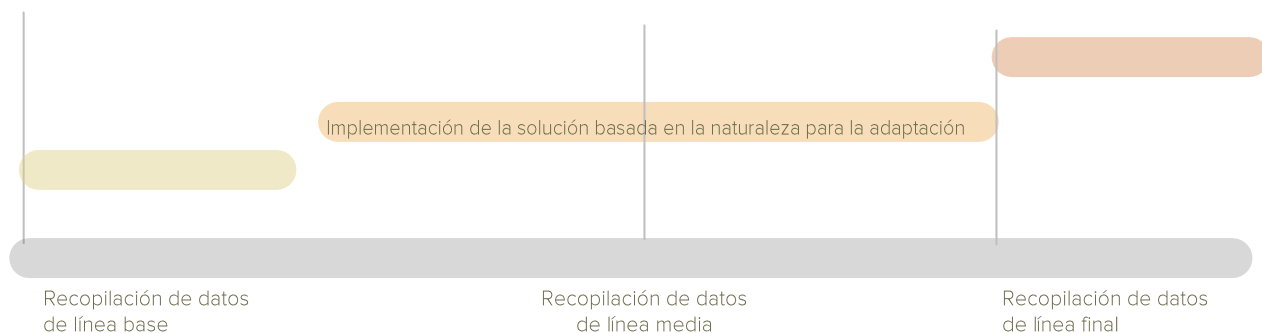 Implementación de la solución basada en la naturaleza para la adaptación
Recopilación de datos
de línea base
Recopilación de datos
de línea media
Recopilación de datos
de línea final